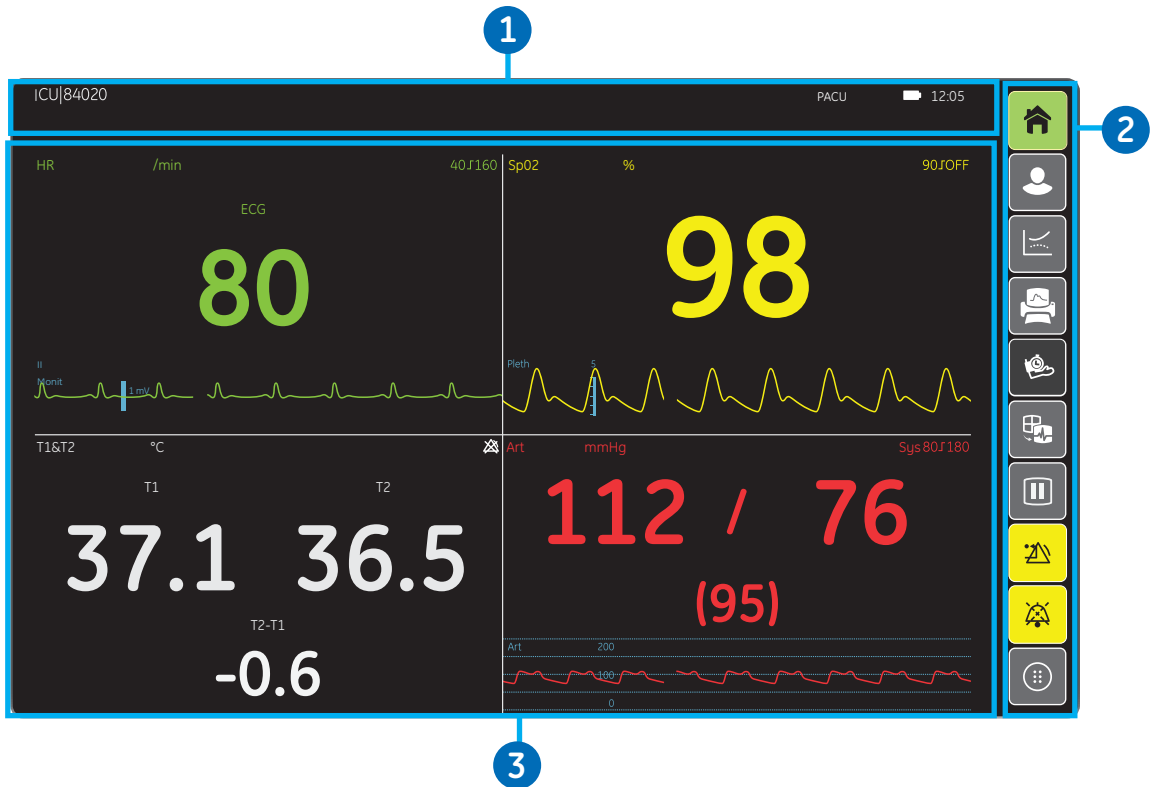 1
ICU|84020 PACU 12:05
2
HR /min 40⎍160
ECG
80
II
Monit
1 mV
Sp02 % 90⎍OFF
98
Pleth 5
T1&T2 °C
T1 T2
37.1 36.5
T2-T1
-0.6
Art mmHg Sys 80⎍180
112 / 76
(95)
Art 200
100
0
3